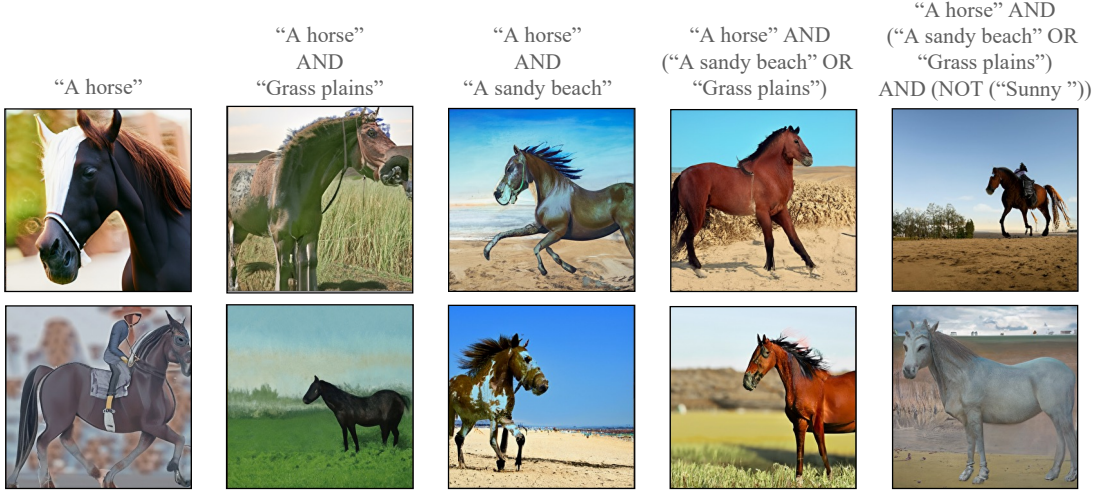 “A horse”
“A horse”
AND
“Grass plains”
“A horse”
AND
“A sandy beach”
“A horse” AND
(“A sandy beach” OR
“Grass plains”)
“A horse” AND
(“A sandy beach” OR
“Grass plains”)
AND (NOT (“Sunny ”))